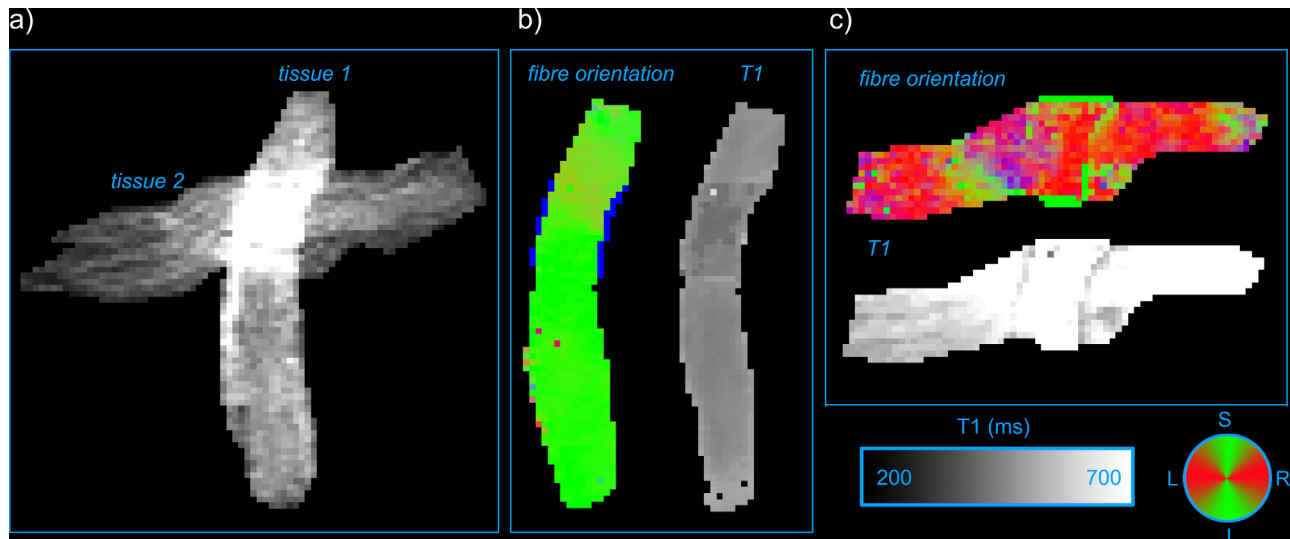 a)
b)
c)
tissue 1
tissue 2
fibre orientation
T1
fibre orientation
T1
T1 (ms)
200
700
S
L
R
I